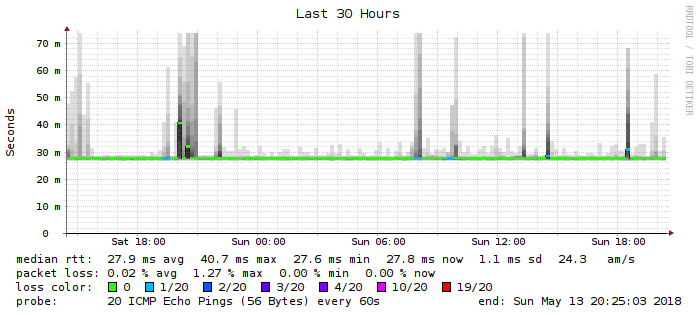 Last 30 Hours
RRDTOOL / TOBI OETIKER
Seconds
70 m
60 m
50 m
40 m
30 m
20 m
10 m
0
Sat 18:00 Sun 00:00 Sun 06:00 Sun 12:00 Sun 18:00
median rtt: 27.9 ms avg 40.7 ms max 27.6 ms min 27.8 ms now 1.1 ms sd 24.3 am/s
packet loss: 0.02 % avg 1.27 % max 0.00 % min 0.00 % now
loss color: 0 1/20 2/20 3/20 4/20 10/20 19/20
probe: 20 ICMP Echo Pings (56 Bytes) every 60s end: Sun May 13 20:25:03 2018